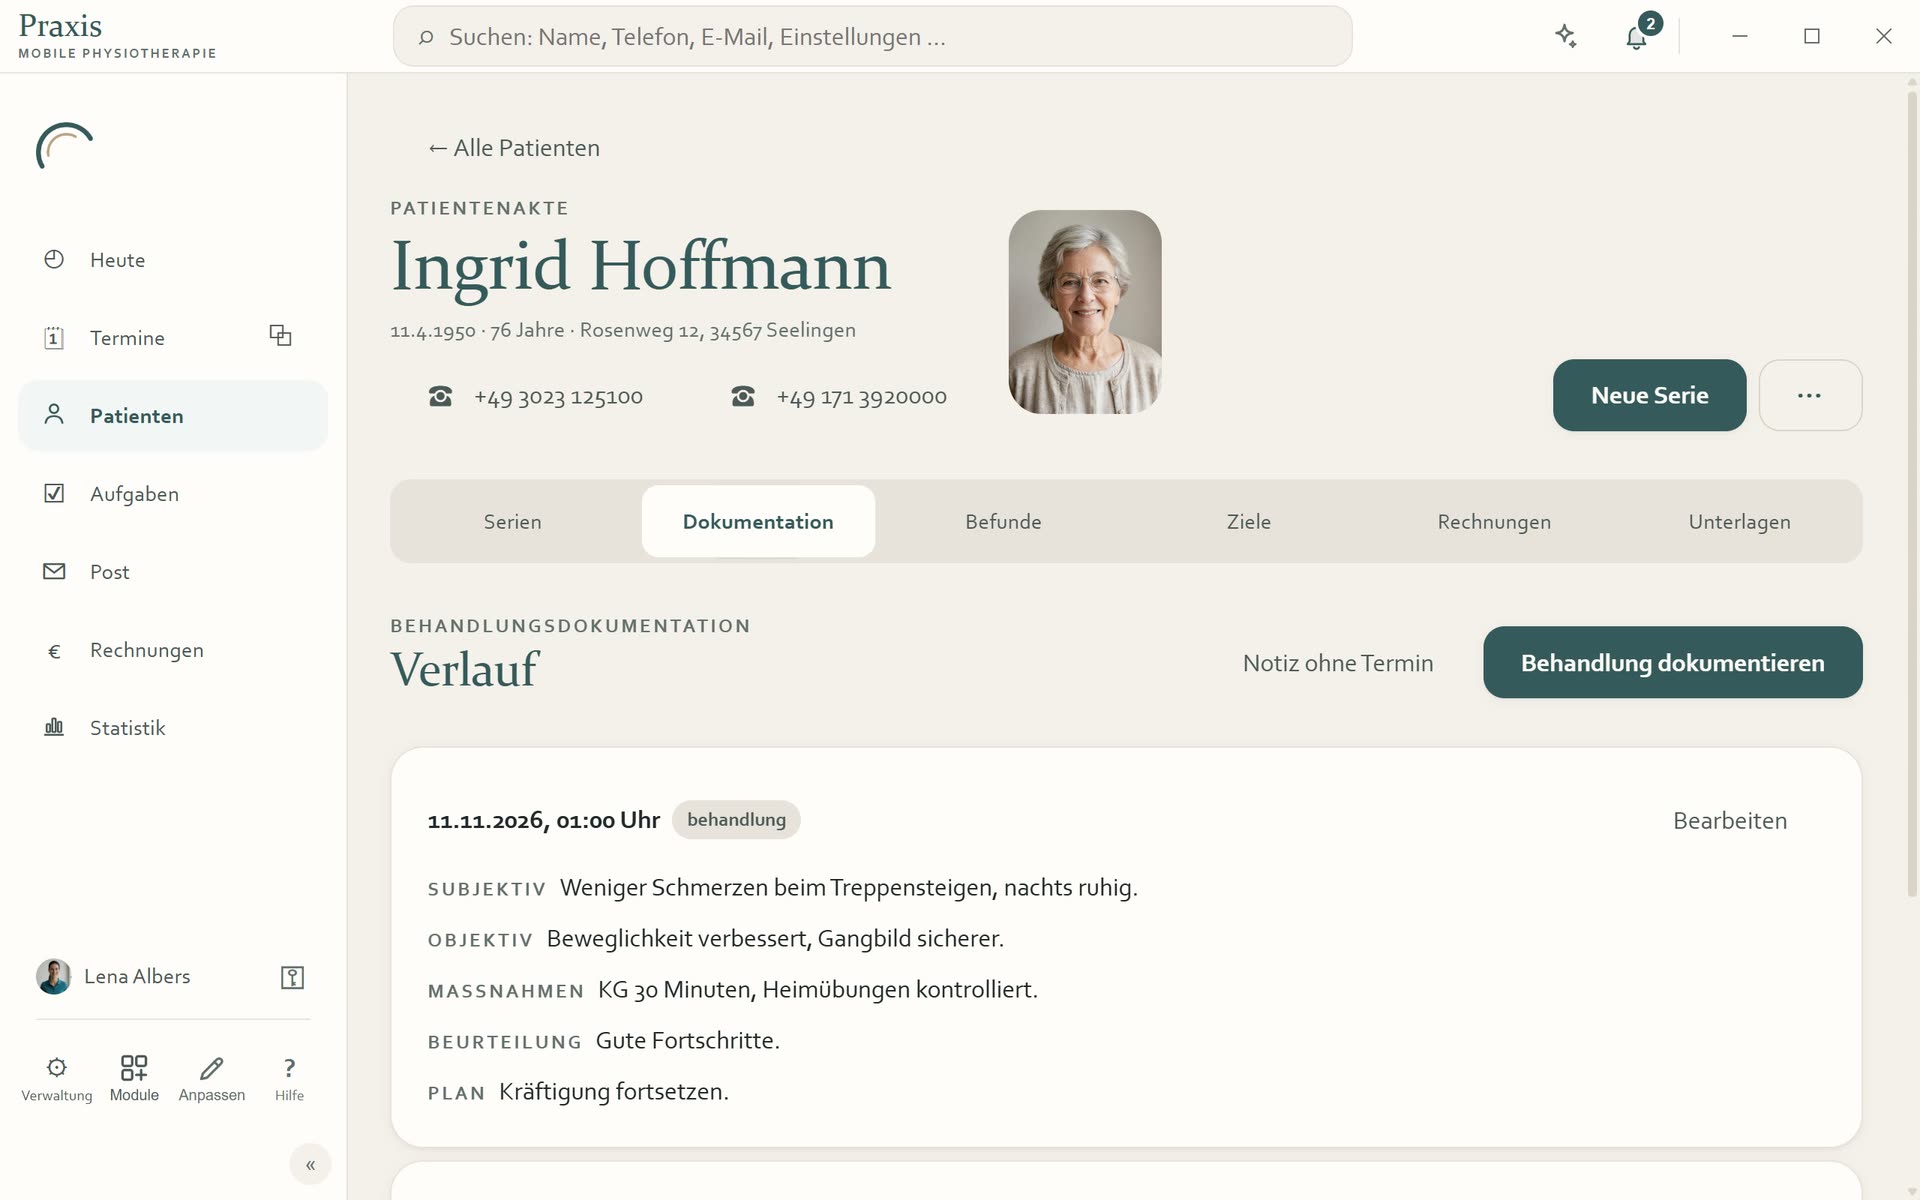 Praxis
MOBILE PHYSIOTHERAPIE
Suchen: Name, Telefon, E-Mail, Einstellungen ...
2
Heute
1 Termine
Patienten
Aufgaben
Post
€ Rechnungen
Statistik
Lena Albers
Verwaltung Module Anpassen ? Hilfe
«
← Alle Patienten
PATIENTENAKTE
Ingrid Hoffmann
11.4.1950 · 76 Jahre · Rosenweg 12, 34567 Seelingen
+49 3023 125100 +49 171 3920000
Neue Serie ...
Serien Dokumentation Befunde Ziele Rechnungen Unterlagen
BEHANDLUNGSDOKUMENTATION
Verlauf
Notiz ohne Termin Behandlung dokumentieren
11.11.2026, 01:00 Uhr behandlung Bearbeiten
SUBJEKTIV Weniger Schmerzen beim Treppensteigen, nachts ruhig.
OBJEKTIV Beweglichkeit verbessert, Gangbild sicherer.
MASSNAHMEN KG 30 Minuten, Heimübungen kontrolliert.
BEURTEILUNG Gute Fortschritte.
PLAN Kräftigung fortsetzen.